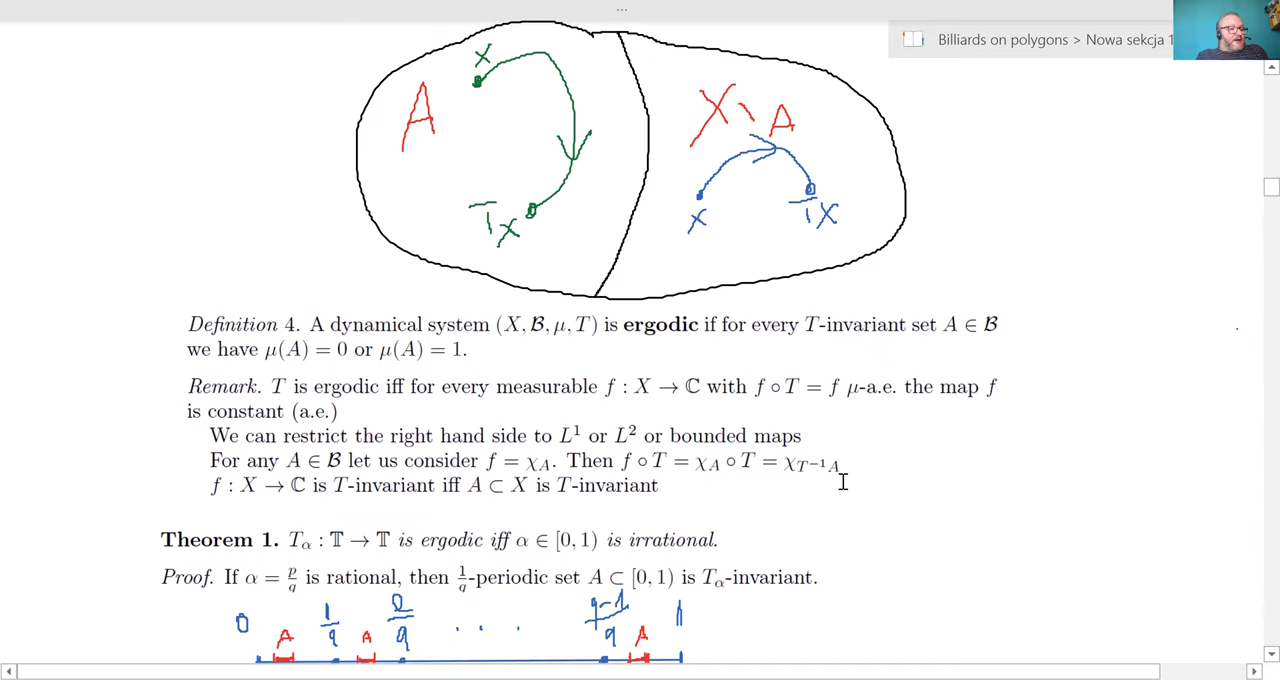 ...
Billiards on polygons > Nowa sekcja 1
X
A
X \ A
Tx
x
Tx
Definition 4. A dynamical system (X, ℬ, μ, T) is ergodic if for every T-invariant set A ∈ ℬ
we have μ(A) = 0 or μ(A) = 1.
Remark. T is ergodic iff for every measurable f : X → ℂ with f ∘ T = f μ-a.e. the map f
is constant (a.e.)
We can restrict the right hand side to L¹ or L² or bounded maps
For any A ∈ ℬ let us consider f = χ_A. Then f ∘ T = χ_A ∘ T = χ_{T⁻¹A}
f : X → ℂ is T-invariant iff A ⊂ X is T-invariant
Theorem 1. T_α : 𝕋 → 𝕋 is ergodic iff α ∈ [0, 1) is irrational.
Proof. If α = p/q is rational, then 1/q-periodic set A ⊂ [0, 1) is T_α-invariant.
0 1/q 2/q . . . q-1/q 1
A A A